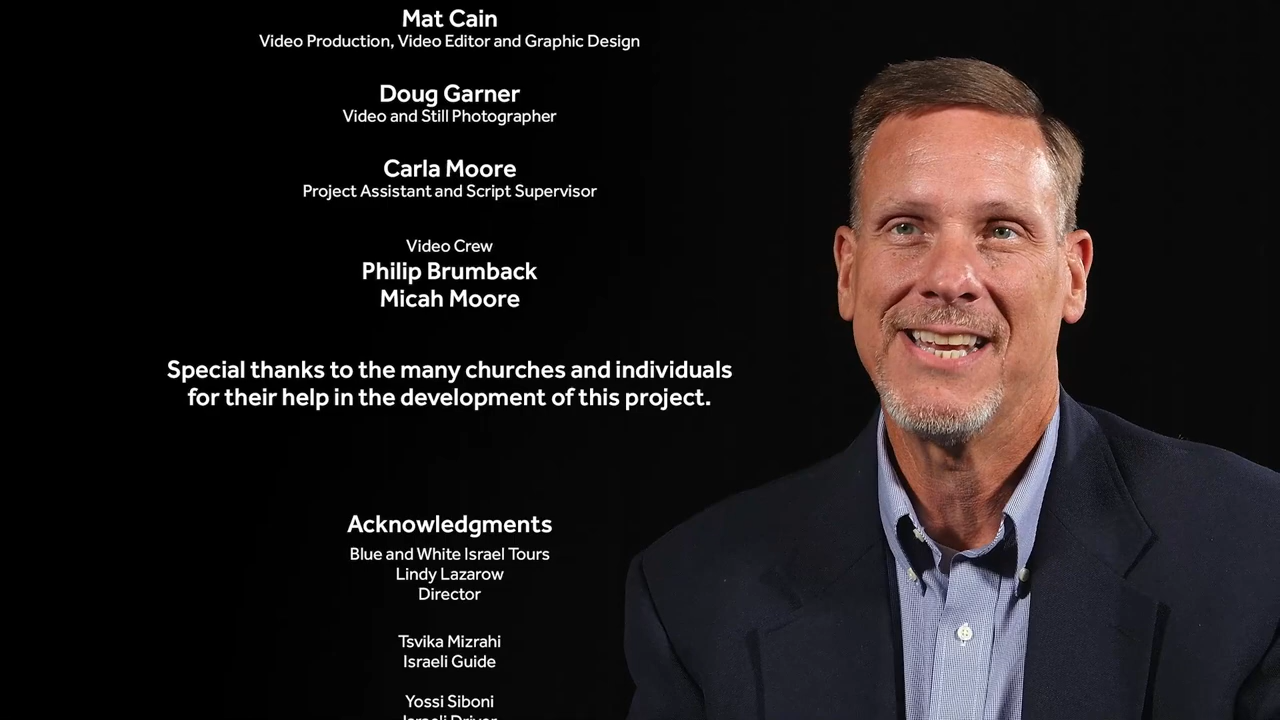 Mat Cain
Video Production, Video Editor and Graphic Design
Doug Garner
Video and Still Photographer
Carla Moore
Project Assistant and Script Supervisor
Video Crew
Philip Brumback
Micah Moore
Special thanks to the many churches and individuals
for their help in the development of this project.
Acknowledgments
Blue and White Israel Tours
Lindy Lazarow
Director
Tsvika Mizrahi
Israeli Guide
Yossi Siboni
Israeli Driver